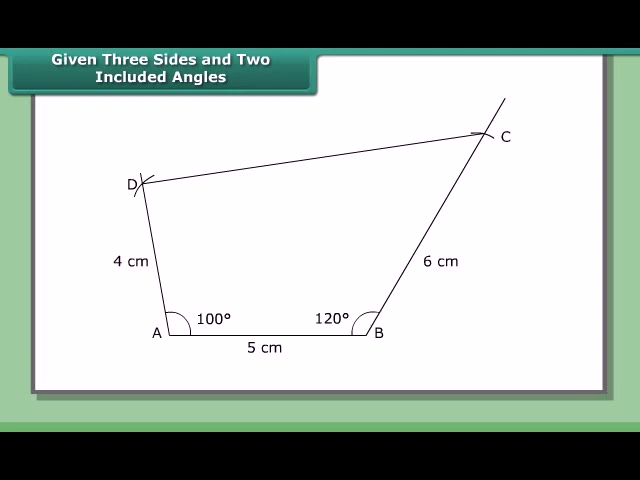 Given Three Sides and Two
Included Angles
C
D
4 cm
6 cm
100°
120°
A
B
5 cm